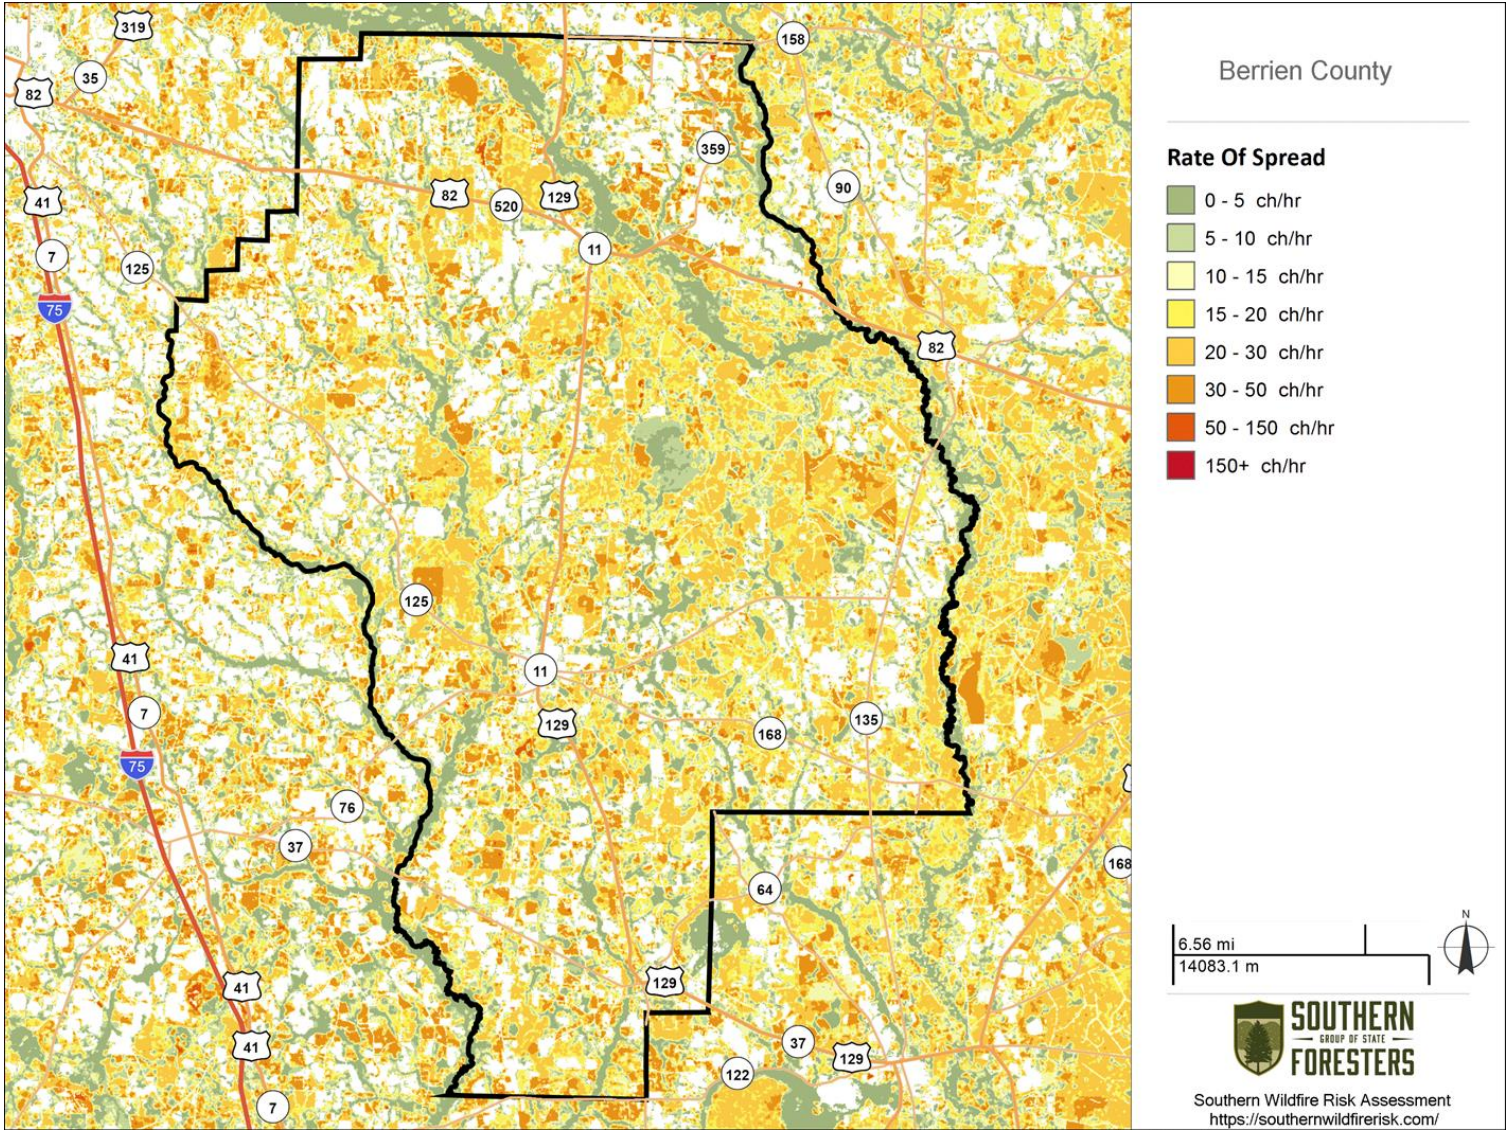 319
35
82
158
41
7
125
75
359
90
82
520
129
11
82
125
11
41
7
129
168
135
75
76
37
64
168
129
41
41
37
129
122
7
Berrien County
Rate Of Spread
0 - 5 ch/hr
5 - 10 ch/hr
10 - 15 ch/hr
15 - 20 ch/hr
20 - 30 ch/hr
30 - 50 ch/hr
50 - 150 ch/hr
150+ ch/hr
6.56 mi
14083.1 m
N
SOUTHERN
GROUP OF STATE
FORESTERS
Southern Wildfire Risk Assessment
https://southernwildfirerisk.com/